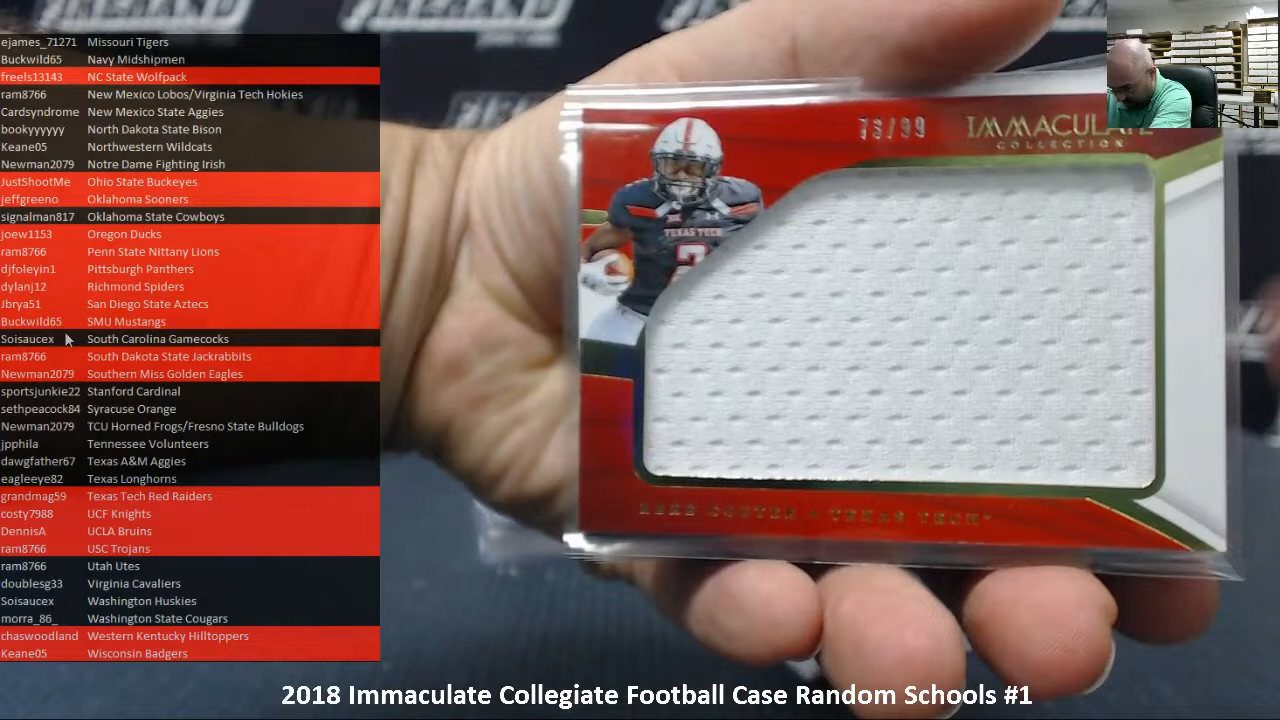 ejames_71271 Missouri Tigers
Buckwild65 Navy Midshipmen
freels13143 NC State Wolfpack
ram8766 New Mexico Lobos/Virginia Tech Hokies
Cardsyndrome New Mexico State Aggies
bookyyyyyy North Dakota State Bison
Keane05 Northwestern Wildcats
Newman2079 Notre Dame Fighting Irish
JustShootMe Ohio State Buckeyes
jeffgreeno Oklahoma Sooners
signalman817 Oklahoma State Cowboys
joew1153 Oregon Ducks
ram8766 Penn State Nittany Lions
djfoleyin1 Pittsburgh Panthers
dylanj12 Richmond Spiders
Jbrya51 San Diego State Aztecs
Buckwild65 SMU Mustangs
Soisaucex South Carolina Gamecocks
ram8766 South Dakota State Jackrabbits
Newman2079 Southern Miss Golden Eagles
sportsjunkie22 Stanford Cardinal
sethpeacock84 Syracuse Orange
Newman2079 TCU Horned Frogs/Fresno State Bulldogs
jpphila Tennessee Volunteers
dawgfather67 Texas A&M Aggies
eagleeye82 Texas Longhorns
grandmag59 Texas Tech Red Raiders
costy7988 UCF Knights
DennisA UCLA Bruins
ram8766 USC Trojans
ram8766 Utah Utes
doublesg33 Virginia Cavaliers
Soisaucex Washington Huskies
morra_86_ Washington State Cougars
chaswoodland Western Kentucky Hilltoppers
Keane05 Wisconsin Badgers
IMMACULATE
COLLECTION
TEXAS TECH
2
TEXAS TECH
2018 Immaculate Collegiate Football Case Random Schools #1